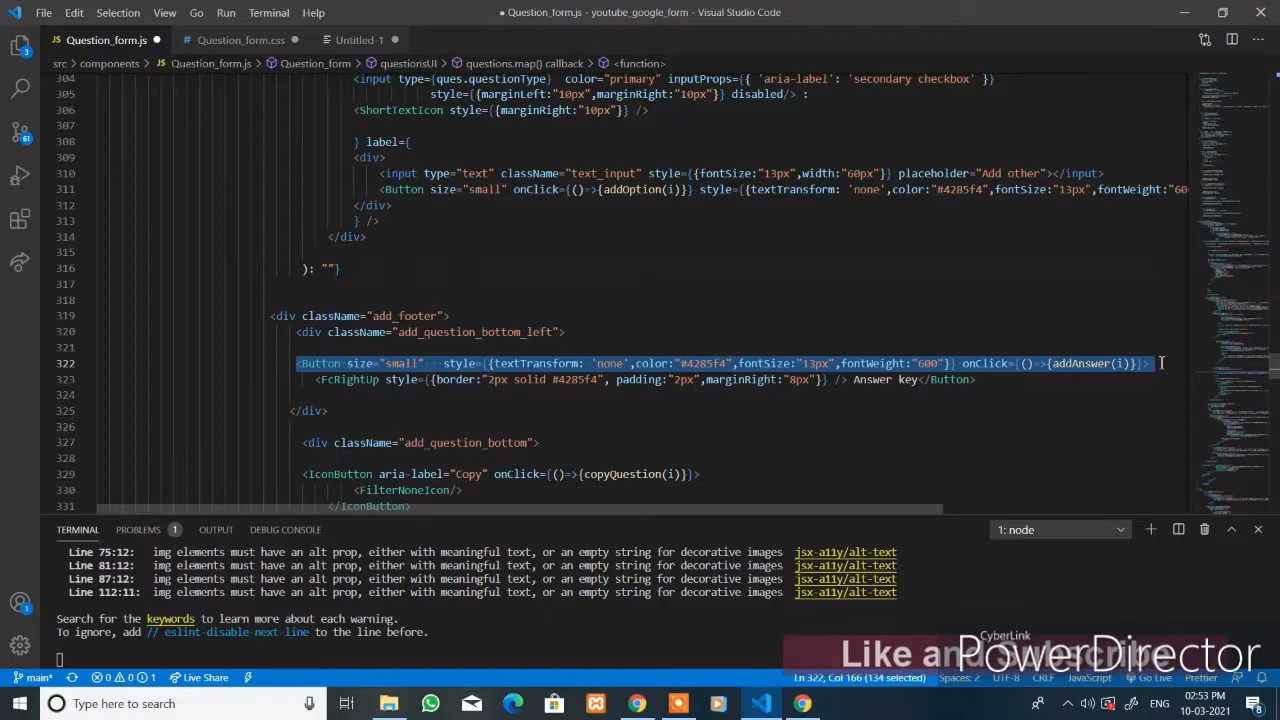 File Edit Selection View Go Run Terminal Help
● Question_form.js - youtube_google_form - Visual Studio Code
JS Question_form.js ● # Question_form.css ● Untitled-1 ●
src > components > JS Question_form.js > Question_form > questionsUI > questions.map() callback > <function>
304 <input type={ques.questionType} color="primary" inputProps={{ 'aria-label': 'secondary checkbox' }}
305 style={{marginLeft:"10px",marginRight:"10px"}} disabled/> :
306 <shorttext style={{marginRight:"10px"}} />
307 }
308 label={
309 <div>
310 <input type="text" className="text_input" style={{fontSize:"13px",width:"60px"}} placeholder="Add other"></input>
311 <Button size="small" onClick={()=>{addOption(i)}} style={{textTransform: 'none',color:"#4285f4",fontSize:"13px",fontWeight:"60
312 </div>
313 } />
314 </div>
315
316 ): ""}
317
318
319 <div className="add_footer">
320 <div className="add_question_bottom_left">
321
322 <Button size="small" style={{textTransform: 'none',color:"#4285f4",fontSize:"13px",fontWeight:"600"}} onClick={()=>{addAnswer(i)}}>
323 <FcRightUp style={{border:"2px solid #4285f4", padding:"2px",marginRight:"8px"}} /> Answer key</Button>
324
325 </div>
326
327 <div className="add_question_bottom">
328
329 <IconButton aria-label="copy" onClick={()=>{copyQuestion(i)}}>
330 <FilterNoneIcon/>
331 </IconButton>
TERMINAL PROBLEMS 1 OUTPUT DEBUG CONSOLE 1: node
Line 75:12: img elements must have an alt prop, either with meaningful text, or an empty string for decorative images jsx-a11y/alt-text
Line 81:12: img elements must have an alt prop, either with meaningful text, or an empty string for decorative images jsx-a11y/alt-text
Line 87:12: img elements must have an alt prop, either with meaningful text, or an empty string for decorative images jsx-a11y/alt-text
Line 112:11: img elements must have an alt prop, either with meaningful text, or an empty string for decorative images jsx-a11y/alt-text
Search for the keywords to learn more about each warning.
To ignore, add // eslint-disable-next-line to the line before.
CyberLink
Like and Subscribe
PowerDirector
main* 0 0 1 Live Share Ln 322, Col 166 (134 selected) Spaces: 2 UTF-8 CRLF JavaScript Go Live Prettier
Type here to search ENG 02:53 PM
10-03-2021